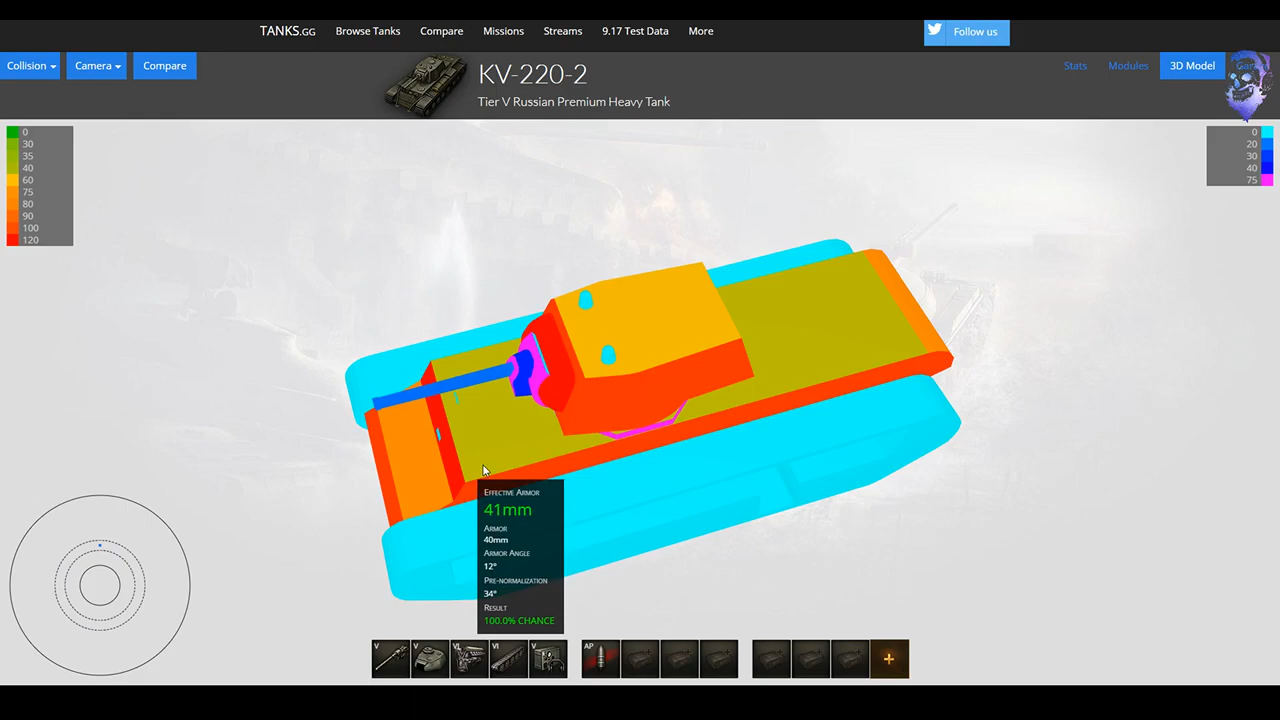 TANKS.GG Browse Tanks Compare Missions Streams 9.17 Test Data More Follow us
Collision Camera Compare
KV-220-2
Tier V Russian Premium Heavy Tank
Stats Modules 3D Model
0
30
35
40
60
75
80
90
100
120
0
20
30
40
75
EFFECTIVE ARMOR
41mm
ARMOR
40mm
ARMOR ANGLE
12°
PRE-NORMALIZATION
34°
RESULT
100.0% CHANCE
V V VI VI V AP
+